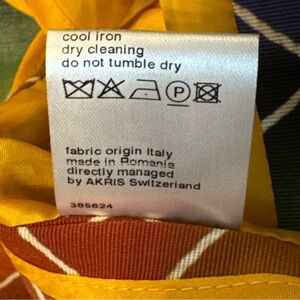 cool iron
dry cleaning
do not tumble dry
P
fabric origin Italy
made in Romania
directly managed
by AKRIS Switzerland
385624